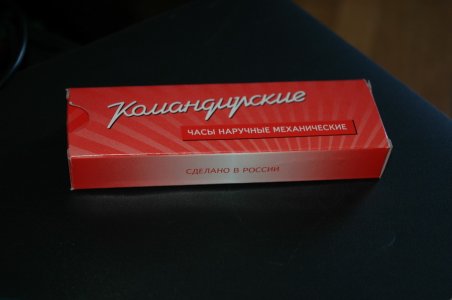 Командирские
ЧАСЫ НАРУЧНЫЕ МЕХАНИЧЕСКИЕ
СДЕЛАНО В РОССИИ